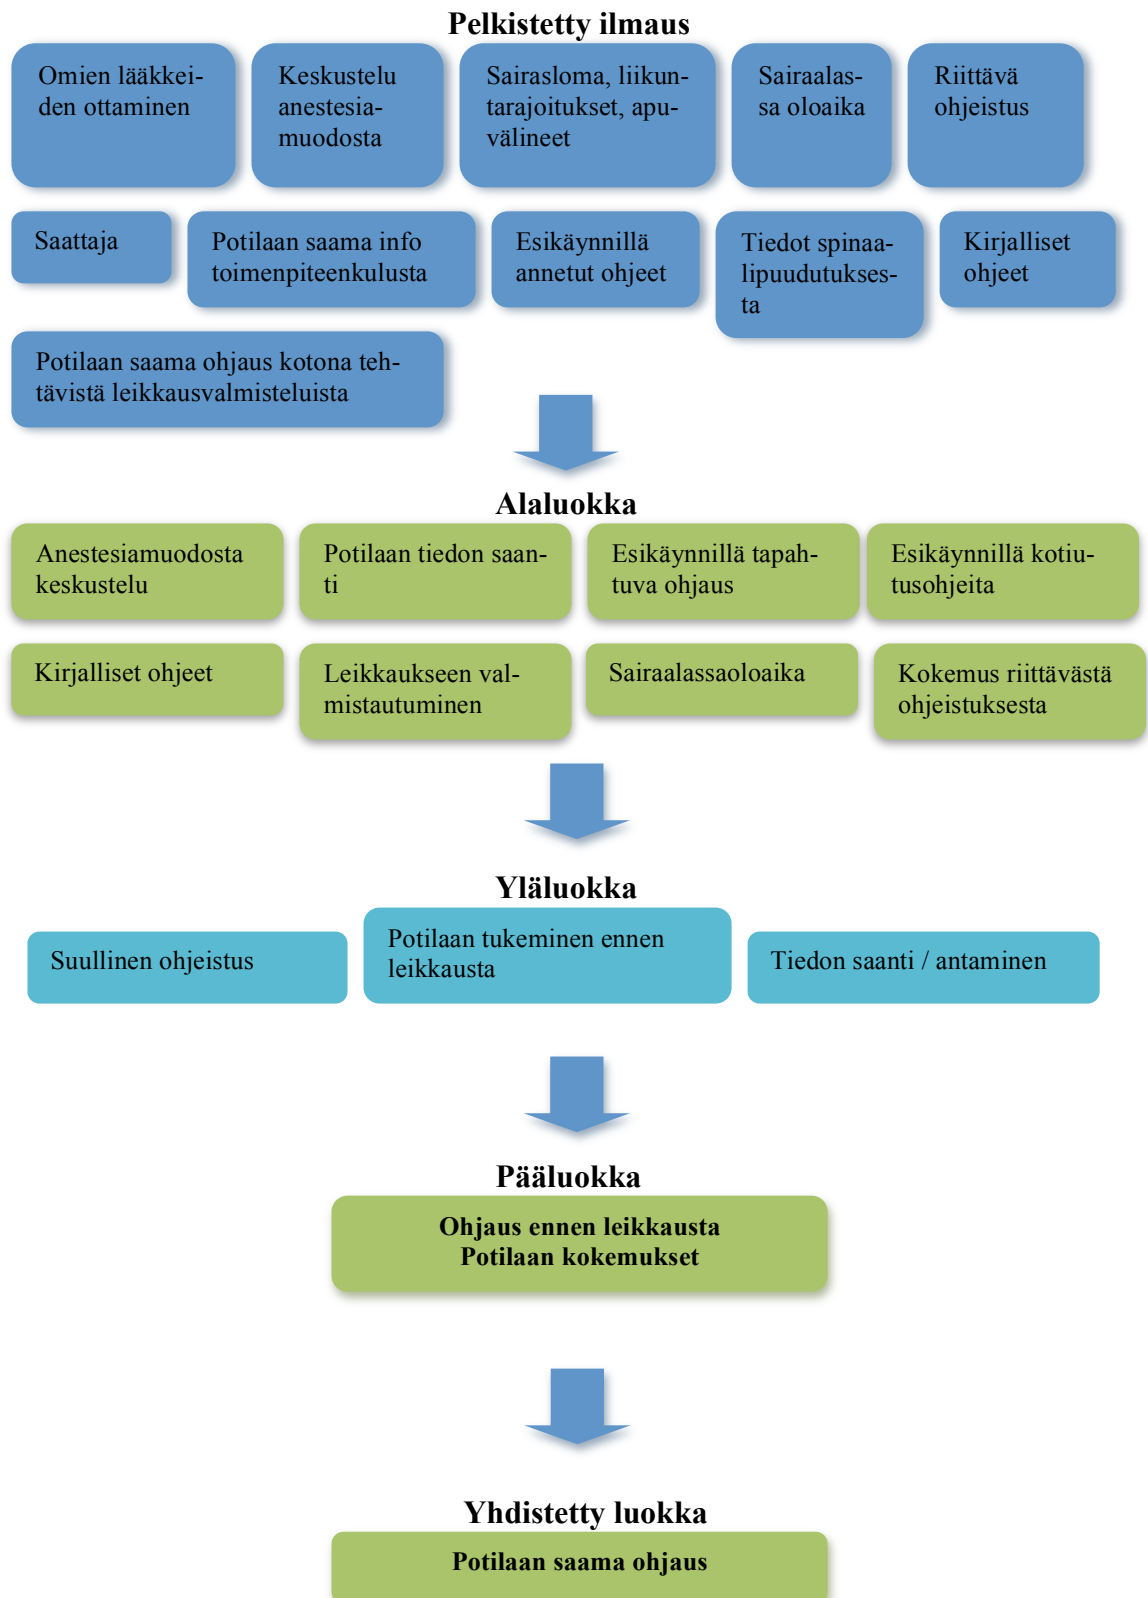 Pelkistetty ilmaus
Omien lääkkei-
den ottaminen
Keskustelu
anestesia-
muodosta
Sairasloma, liikun-
tarajoitukset, apu-
välineet
Sairaalas-
sa oloaika
Riittävä
ohjeistus
Saattaja
Potilaan saama info
toimenpiteenkulusta
Esikäynnillä
annetut ohjeet
Tiedot spinaa-
lipuudutukses-
ta
Kirjalliset
ohjeet
Potilaan saama ohjaus kotona teh-
tävistä leikkausvalmisteluista
Alaluokka
Anestesiamuodosta
keskustelu
Potilaan tiedon saan-
ti
Esikäynnillä tapah-
tuva ohjaus
Esikäynnillä kotiu-
tusohjeita
Kirjalliset ohjeet
Leikkaukseen val-
mistautuminen
Sairaalassaoloaika
Kokemus riittävästä
ohjeistuksesta
Yläluokka
Suullinen ohjeistus
Potilaan tukeminen ennen
leikkausta
Tiedon saanti / antaminen
Pääluokka
Ohjaus ennen leikkausta
Potilaan kokemukset
Yhdistetty luokka
Potilaan saama ohjaus